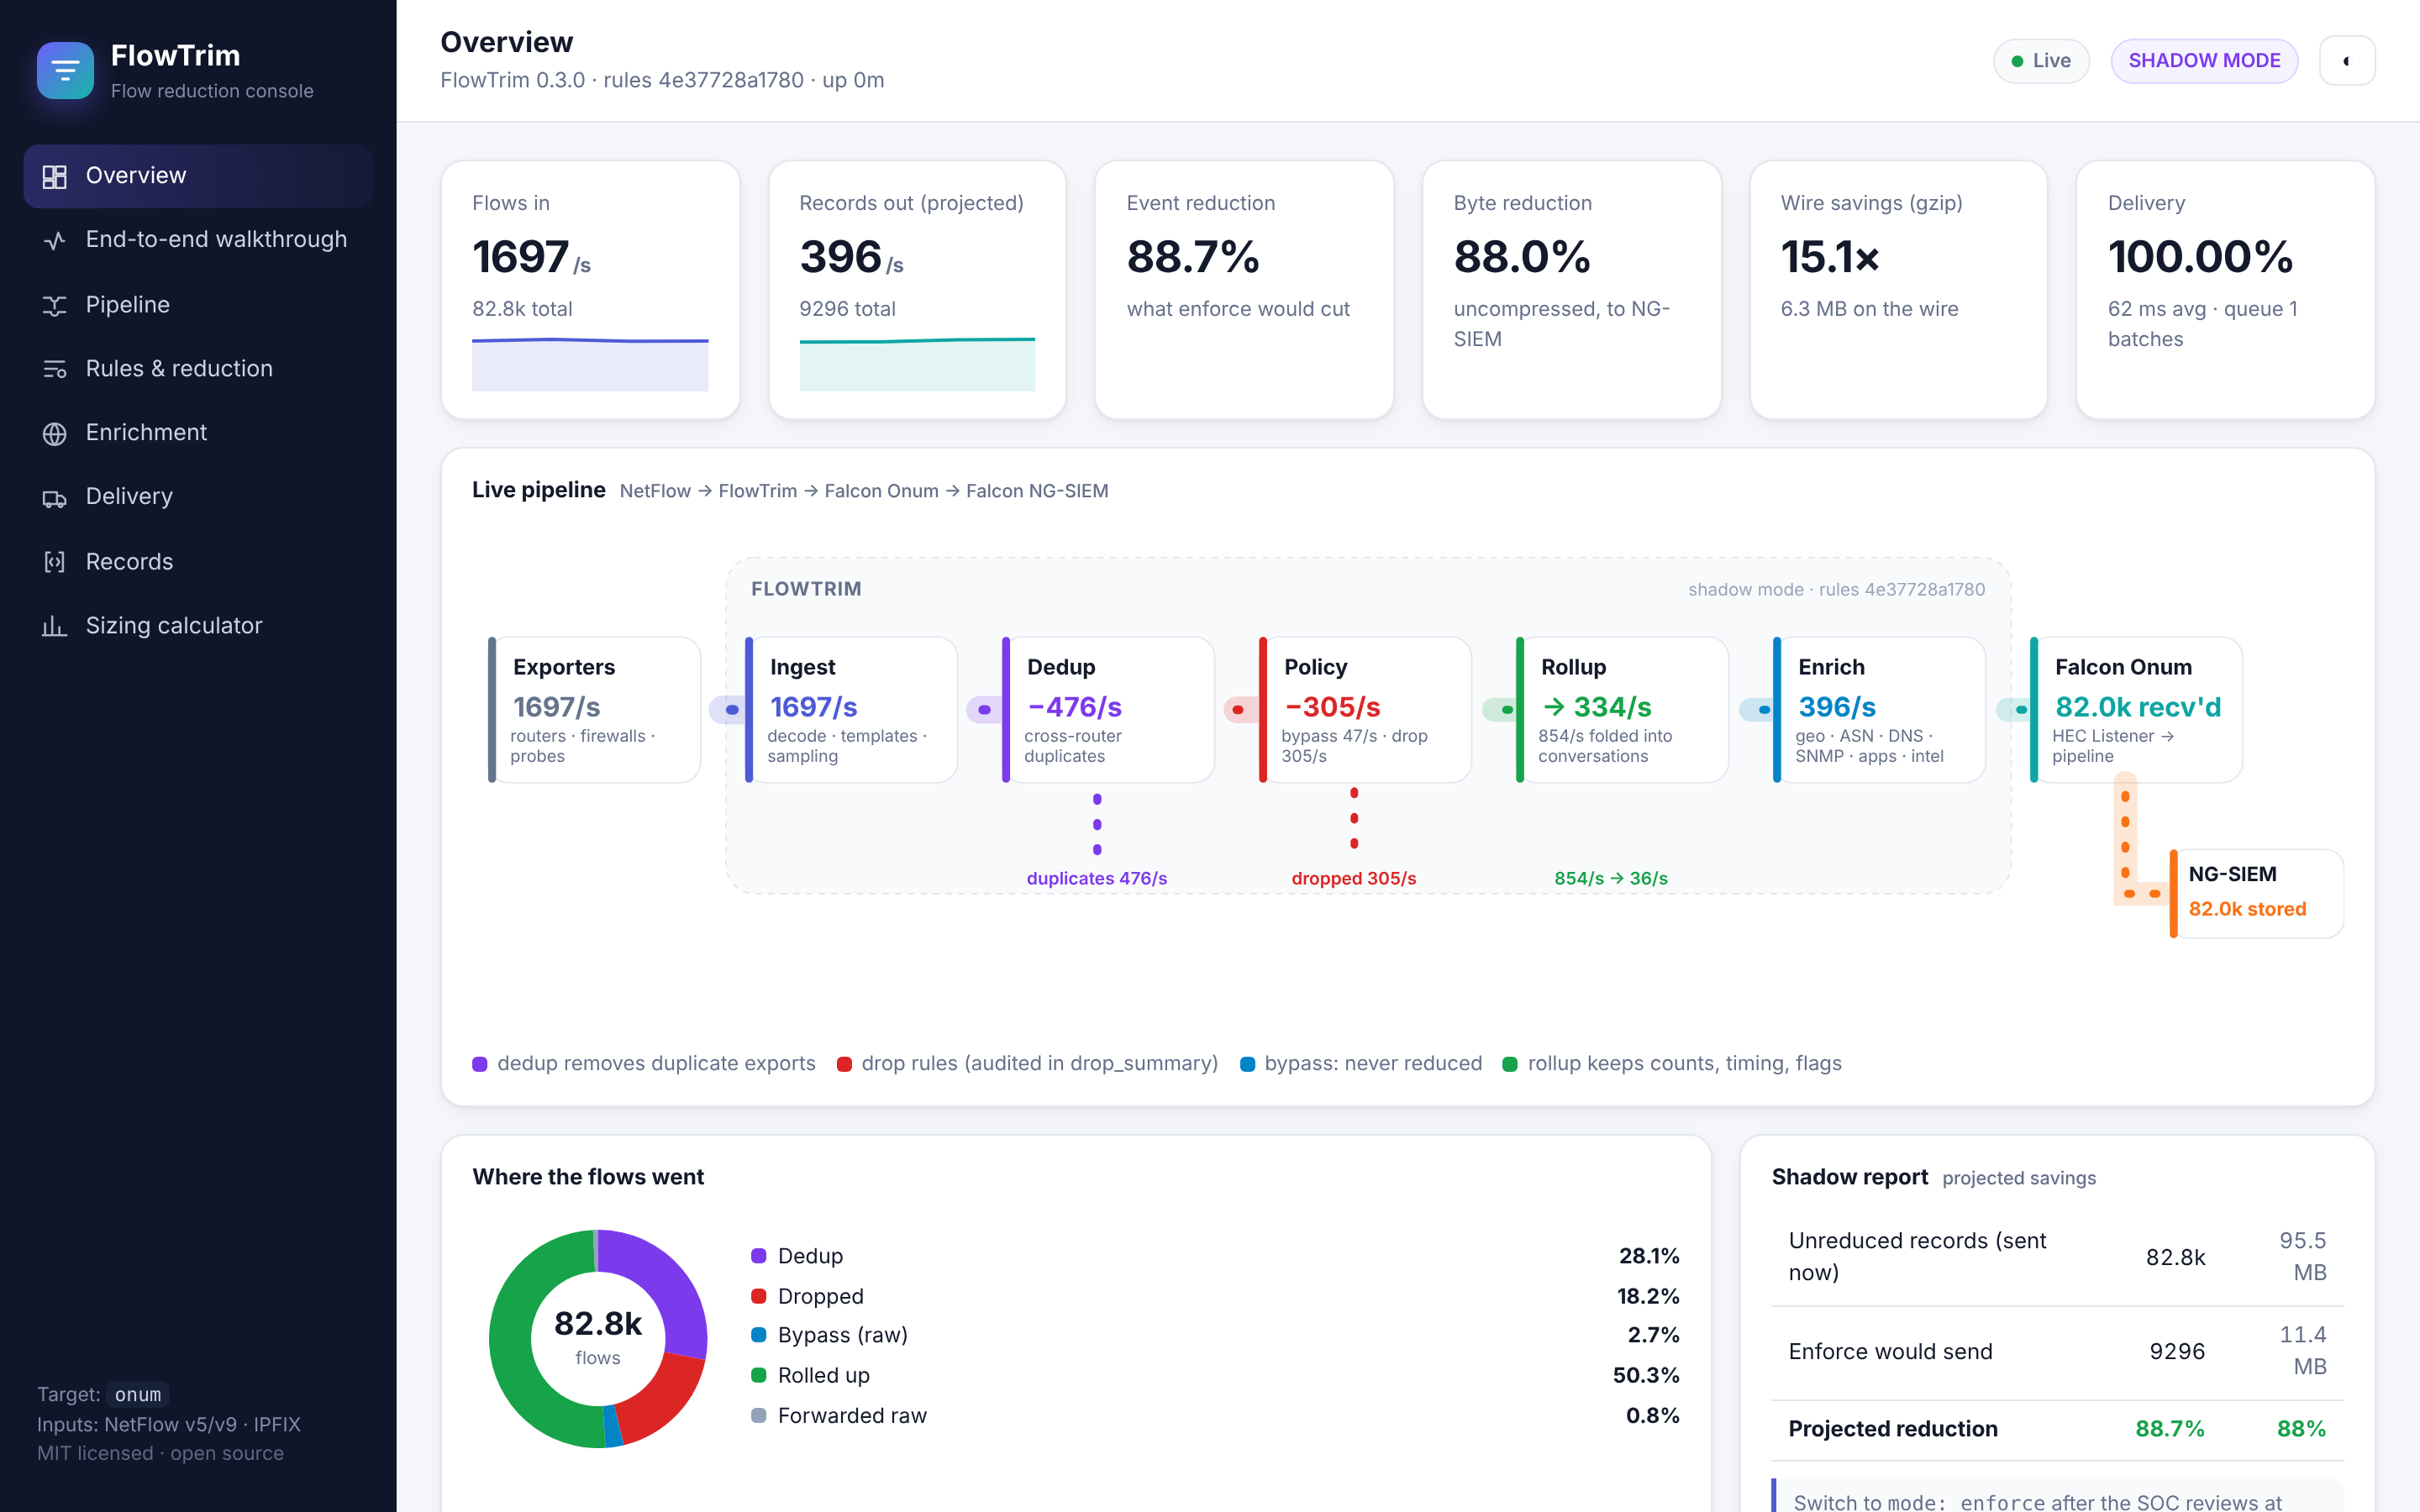 FlowTrim
Flow reduction console
Overview
End-to-end walkthrough
Pipeline
Rules & reduction
Enrichment
Delivery
Records
Sizing calculator
Target: onum
Inputs: NetFlow v5/v9 · IPFIX
MIT licensed · open source
Overview
FlowTrim 0.3.0 · rules 4e37728a1780 · up 0m
Live
SHADOW MODE
Flows in
1697 /s
82.8k total
Records out (projected)
396 /s
9296 total
Event reduction
88.7%
what enforce would cut
Byte reduction
88.0%
uncompressed, to NG-
SIEM
Wire savings (gzip)
15.1×
6.3 MB on the wire
Delivery
100.00%
62 ms avg · queue 1
batches
Live pipeline NetFlow → FlowTrim → Falcon Onum → Falcon NG-SIEM
FLOWTRIM
shadow mode · rules 4e37728a1780
Exporters
1697/s
routers · firewalls ·
probes
Ingest
1697/s
decode · templates ·
sampling
Dedup
−476/s
cross-router
duplicates
Policy
−305/s
bypass 47/s · drop
305/s
Rollup
→ 334/s
854/s folded into
conversations
Enrich
396/s
geo · ASN · DNS ·
SNMP · apps · intel
Falcon Onum
82.0k recv'd
HEC Listener →
pipeline
duplicates 476/s
dropped 305/s
854/s → 36/s
NG-SIEM
82.0k stored
dedup removes duplicate exports
drop rules (audited in drop_summary)
bypass: never reduced
rollup keeps counts, timing, flags
Where the flows went
82.8k
flows
Dedup 28.1%
Dropped 18.2%
Bypass (raw) 2.7%
Rolled up 50.3%
Forwarded raw 0.8%
Shadow report projected savings
Unreduced records (sent
now) 82.8k 95.5
MB
Enforce would send 9296 11.4
MB
Projected reduction 88.7% 88%
Switch to mode: enforce after the SOC reviews at